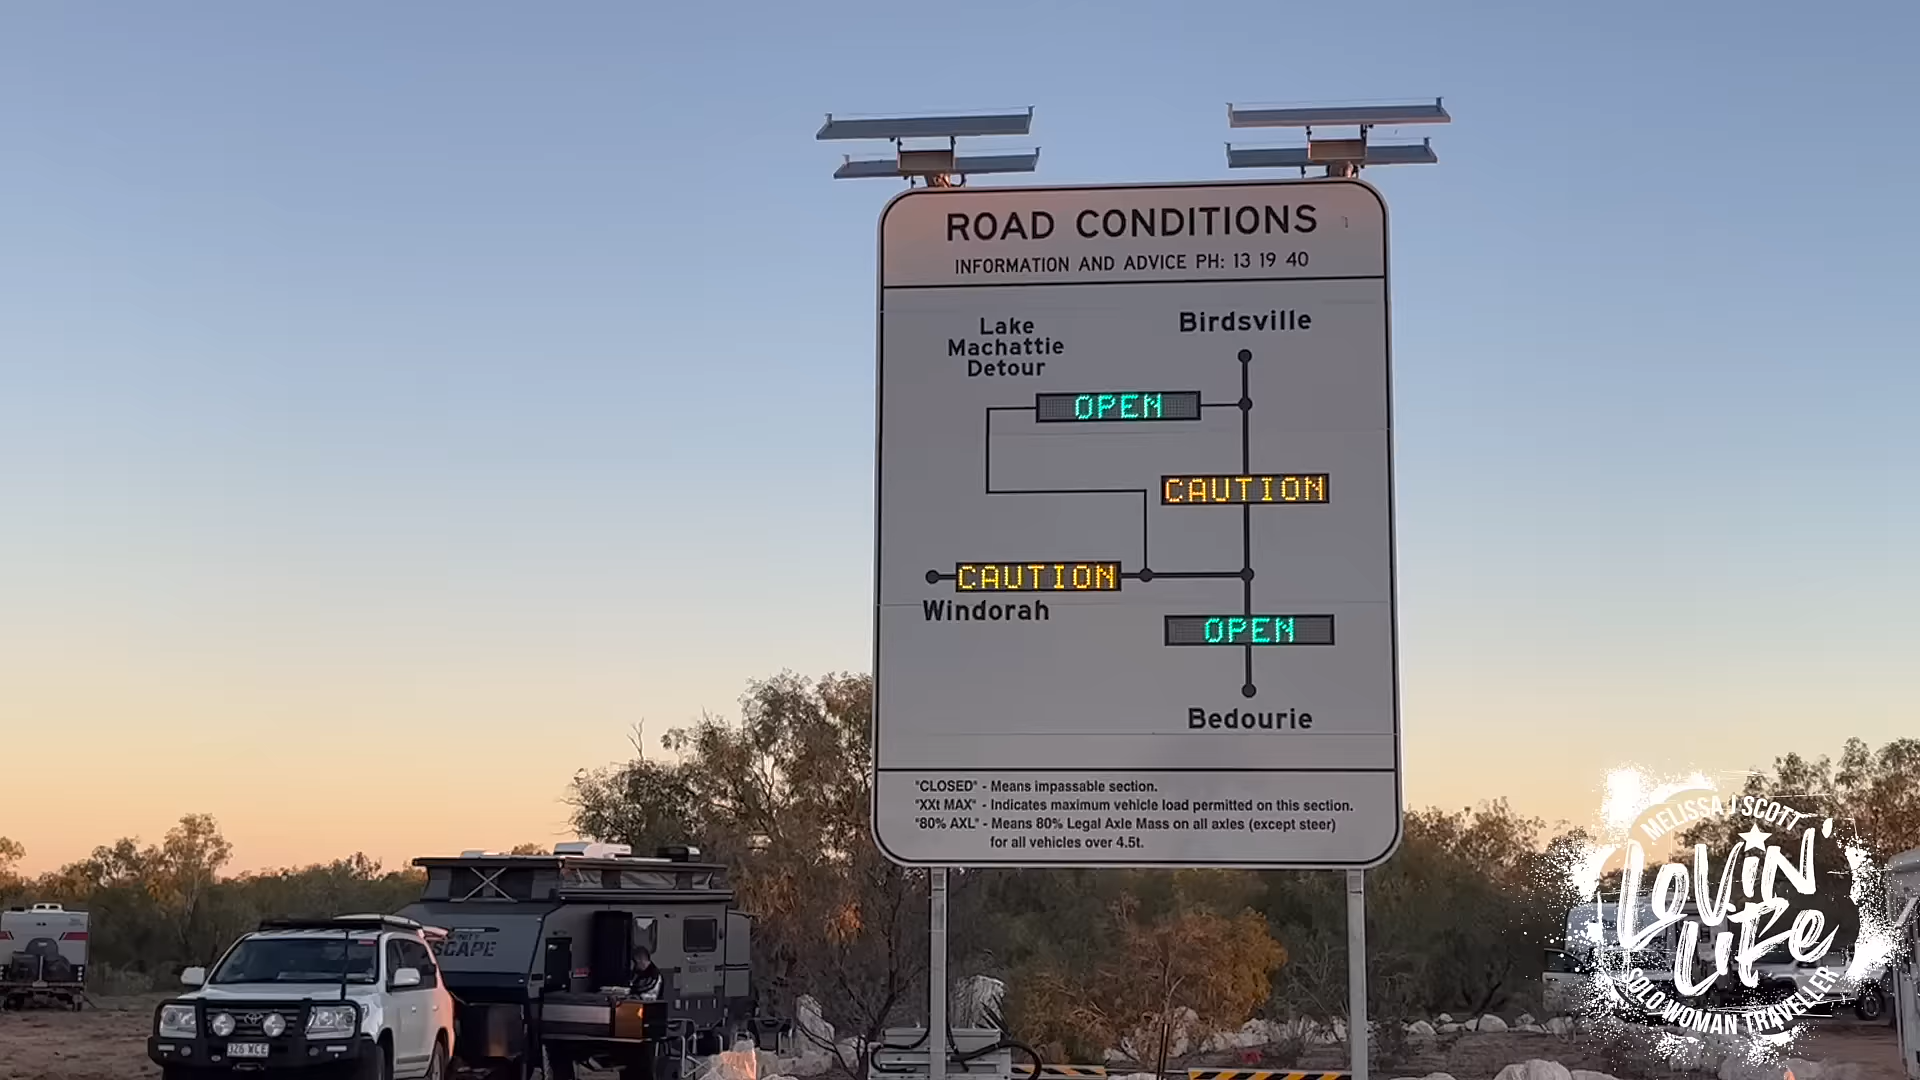 ROAD CONDITIONS
INFORMATION AND ADVICE PH: 13 19 40
Lake
Machattie
Detour
Birdsville
OPEN
CAUTION
CAUTION
Windorah
OPEN
Bedourie
"CLOSED" - Means impassable section.
"XXt MAX" - Indicates maximum vehicle load permitted on this section.
"80% AXL" - Means 80% Legal Axle Mass on all axles (except steer)
for all vehicles over 4.5t.
SCAPE
MELISSA J SCOTT
LOVIN'
LIFE
SOLO WOMAN TRAVELLER